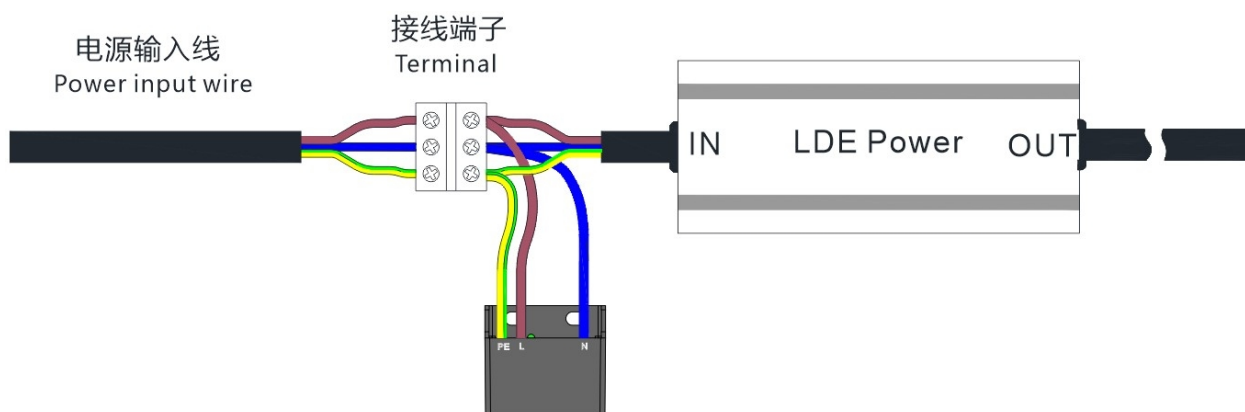 电源输入线
Power input wire
接线端子
Terminal
IN
LDE Power
OUT
PE
L
N